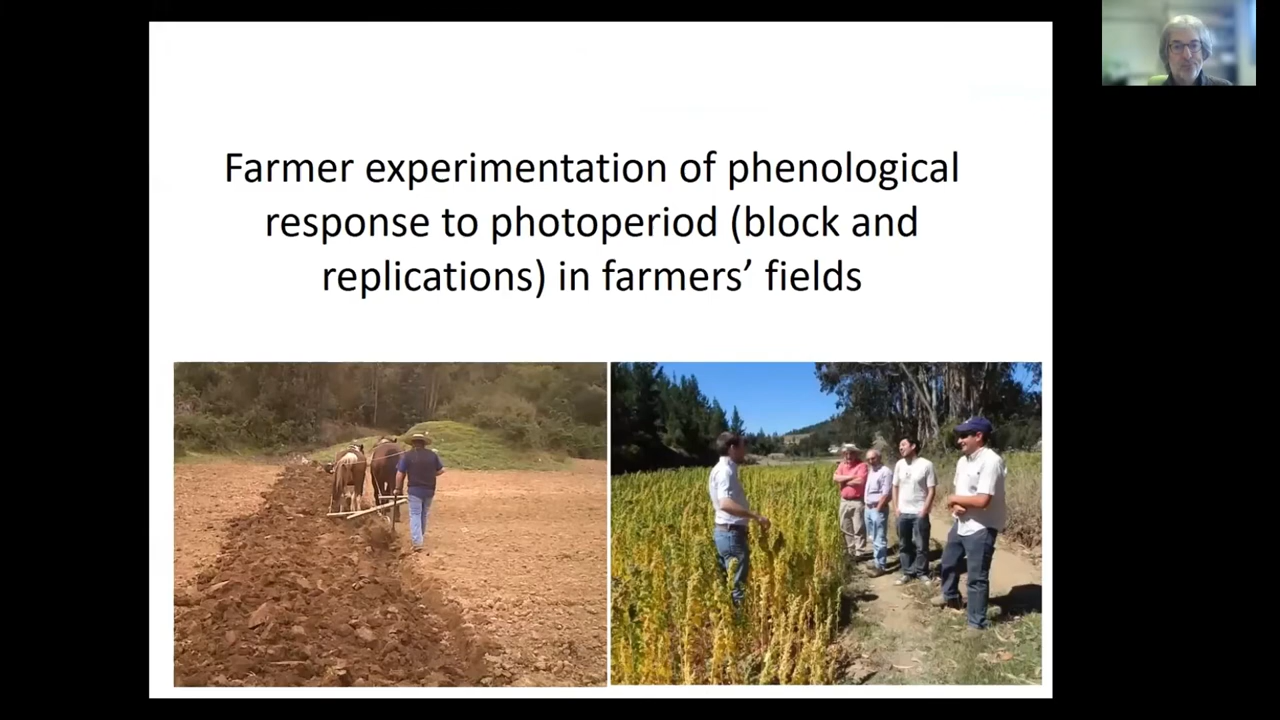 Farmer experimentation of phenological
response to photoperiod (block and
replications) in farmers’ fields